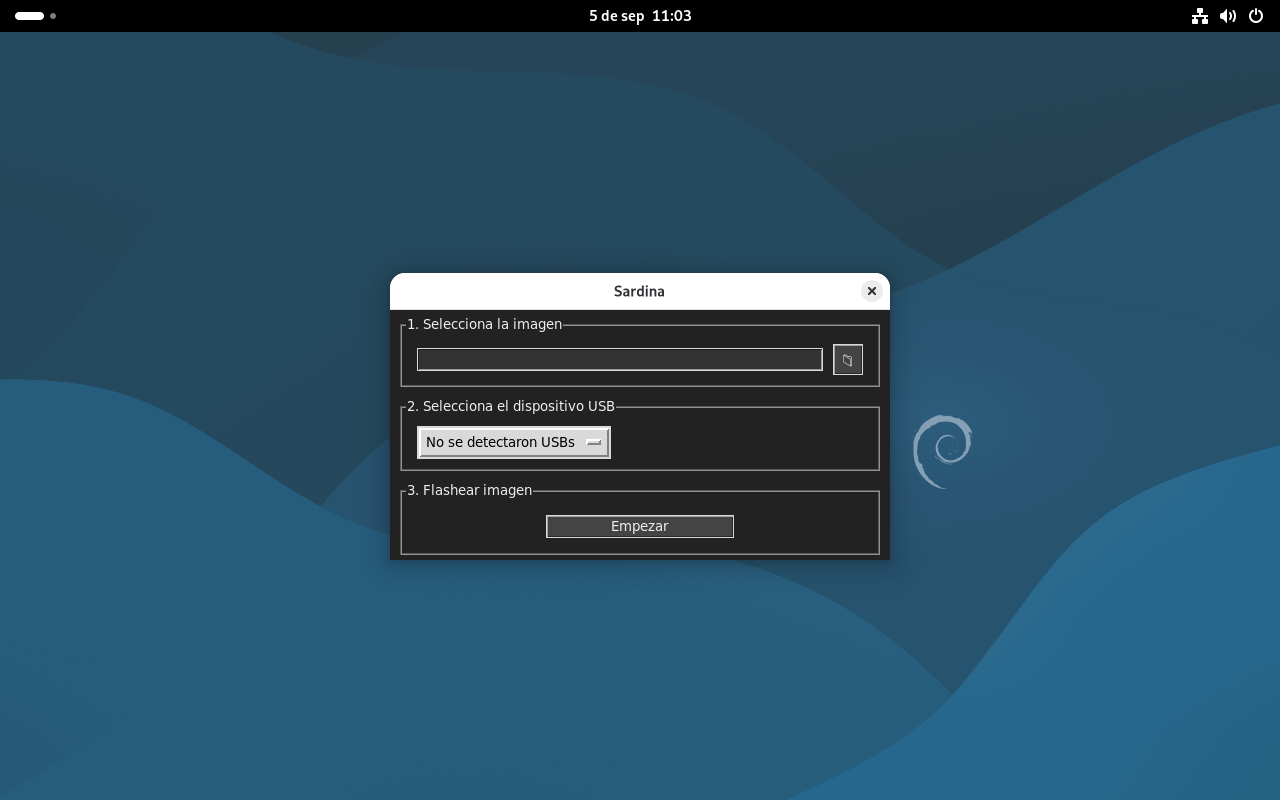 5 de sep 11:03
Sardina
1. Selecciona la imagen
2. Selecciona el dispositivo USB
No se detectaron USBs
3. Flashear imagen
Empezar